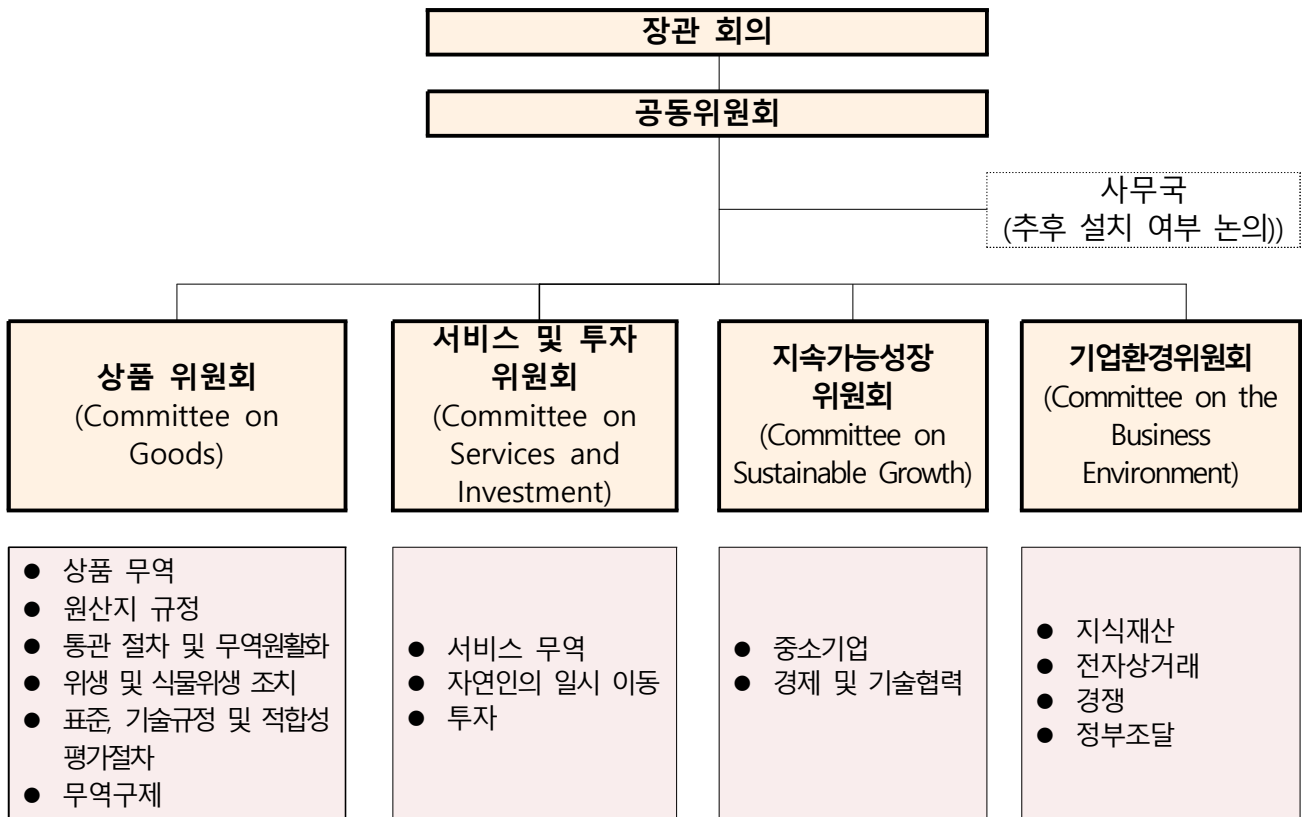 장관 회의
공동위원회
사무국
(추후 설치 여부 논의))
상품 위원회
(Committee on
Goods)
서비스 및 투자
위원회
(Committee on
Services and
Investment)
지속가능성장
위원회
(Committee on
Sustainable Growth)
기업환경위원회
(Committee on the
Business
Environment)
● 상품 무역
● 원산지 규정
● 통관 절차 및 무역원활화
● 위생 및 식물위생 조치
● 표준, 기술규정 및 적합성
평가절차
● 무역구제
● 서비스 무역
● 자연인의 일시 이동
● 투자
● 중소기업
● 경제 및 기술협력
● 지식재산
● 전자상거래
● 경쟁
● 정부조달